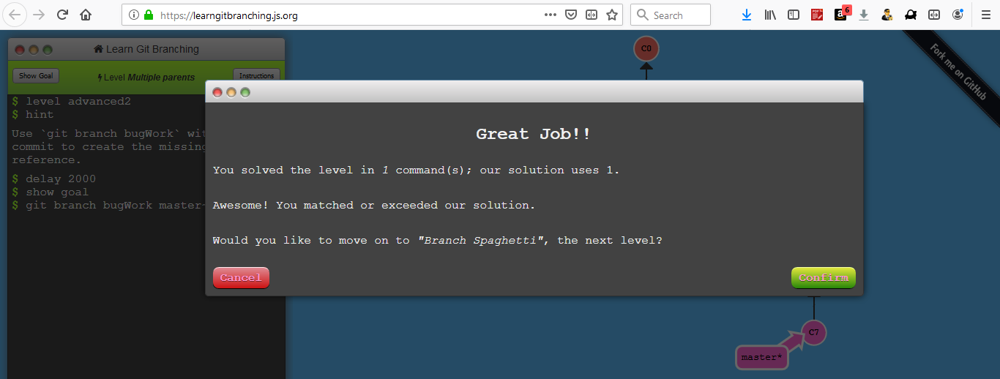 https://learngitbranching.js.org
Search
6
Learn Git Branching
Show Goal
Level Multiple parents
Instructions
$ level advanced2
$ hint
Use `git branch bugWork` wit
commit to create the missing
reference.
$ delay 2000
$ show goal
$ git branch bugWork master~
C0
Fork me on GitHub
Great Job!!
You solved the level in 1 command(s); our solution uses 1.
Awesome! You matched or exceeded our solution.
Would you like to move on to "Branch Spaghetti", the next level?
Cancel
Confirm
C7
master*